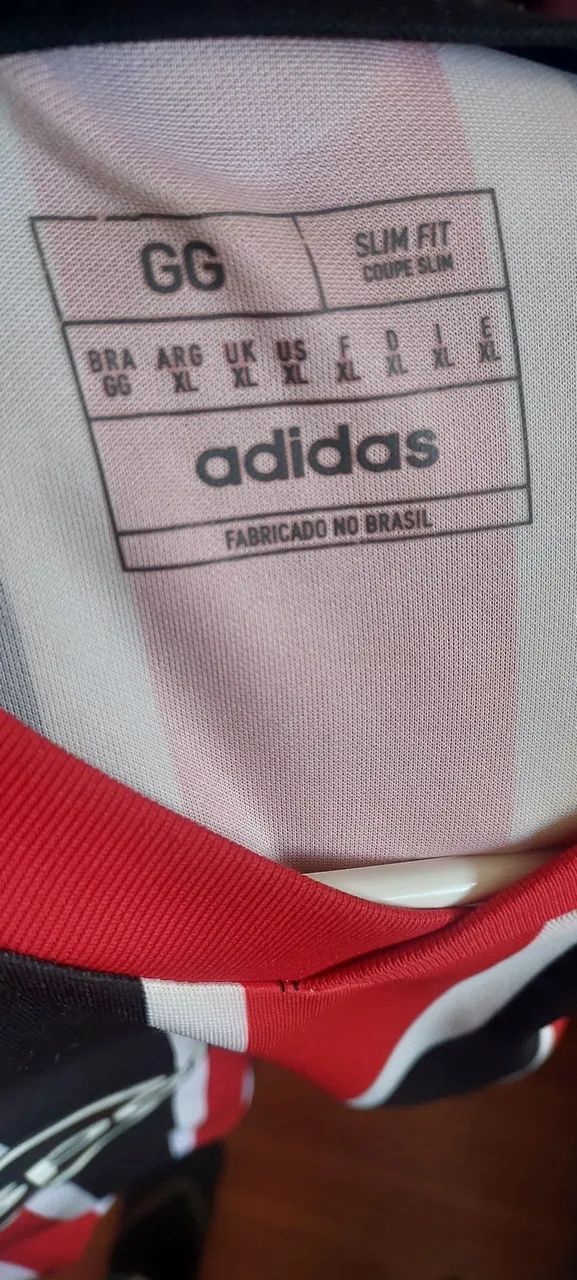 GG
SLIM FIT
COUPE SLIM
BRA ARG UK US F D I E
GG XL XL XL XL XL XL XL
adidas
FABRICADO NO BRASIL